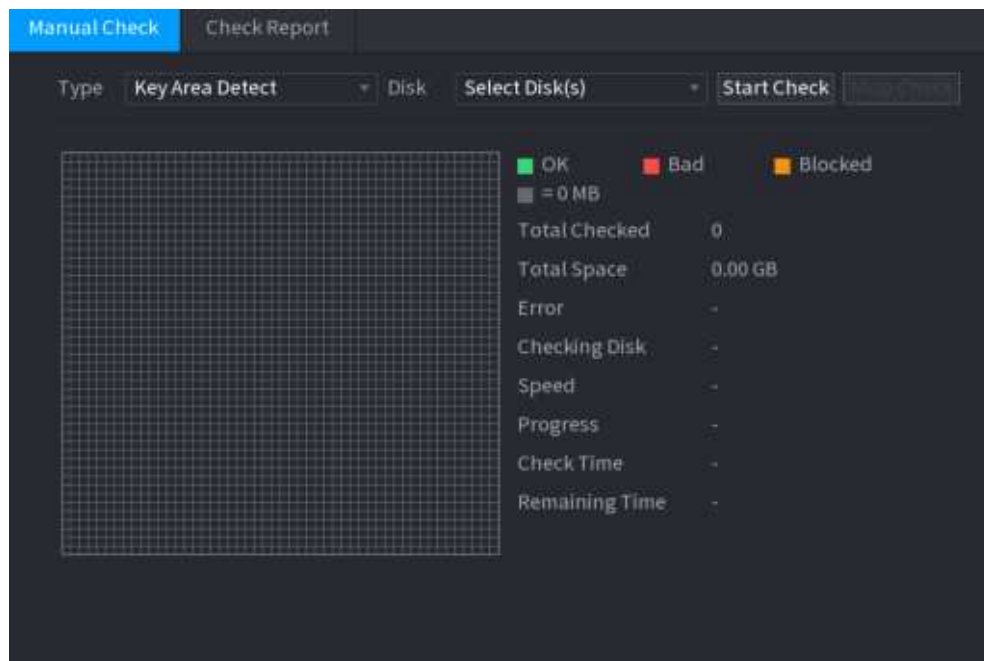 Manual Check Check Report
Type Key Area Detect Disk Select Disk(s) Start Check
OK Bad Blocked
= 0 MB
Total Checked 0
Total Space 0.00 GB
Error -
Checking Disk -
Speed -
Progress -
Check Time -
Remaining Time -